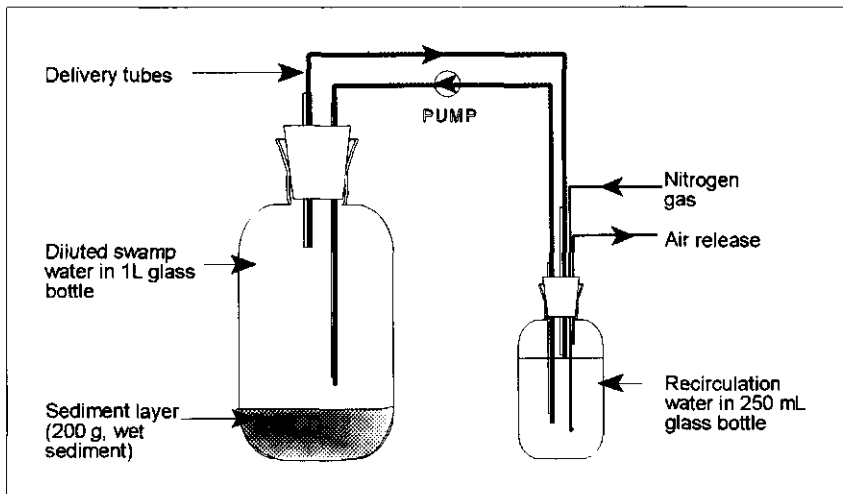 Delivery tubes
PUMP
Nitrogen
gas
Air release
Diluted swamp
water in 1L glass
bottle
Sediment layer
(200 g, wet
sediment)
Recirculation
water in 250 mL
glass bottle